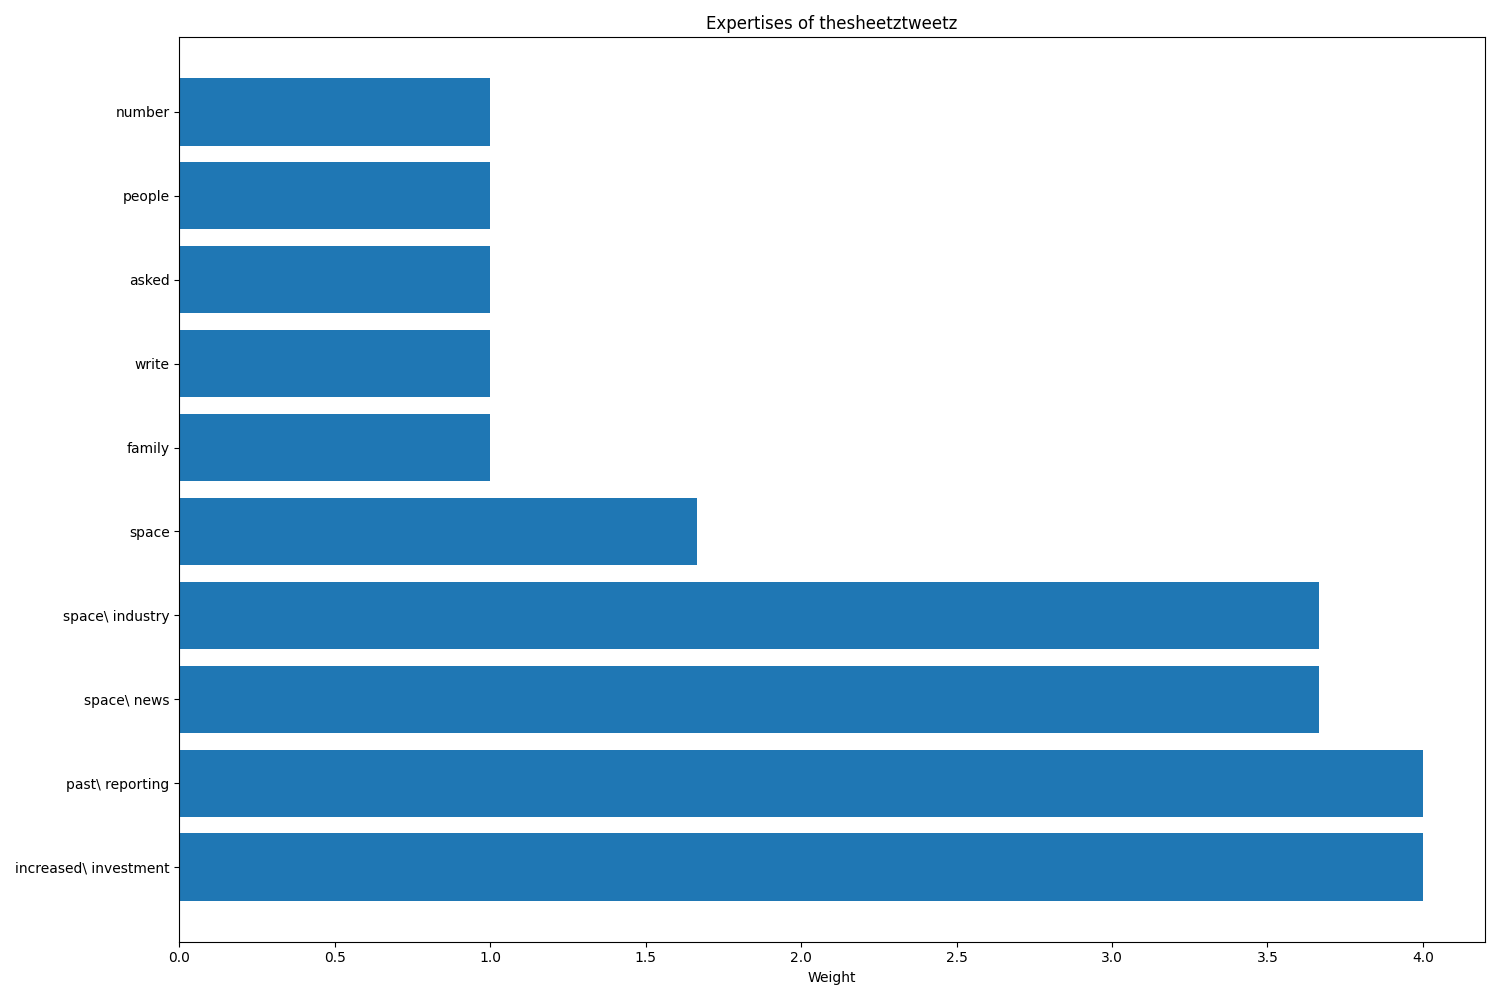 Expertises of thesheetztweetz
number
people
asked
write
family
space
space\ industry
space\ news
past\ reporting
increased\ investment
0.0 0.5 1.0 1.5 2.0 2.5 3.0 3.5 4.0
Weight